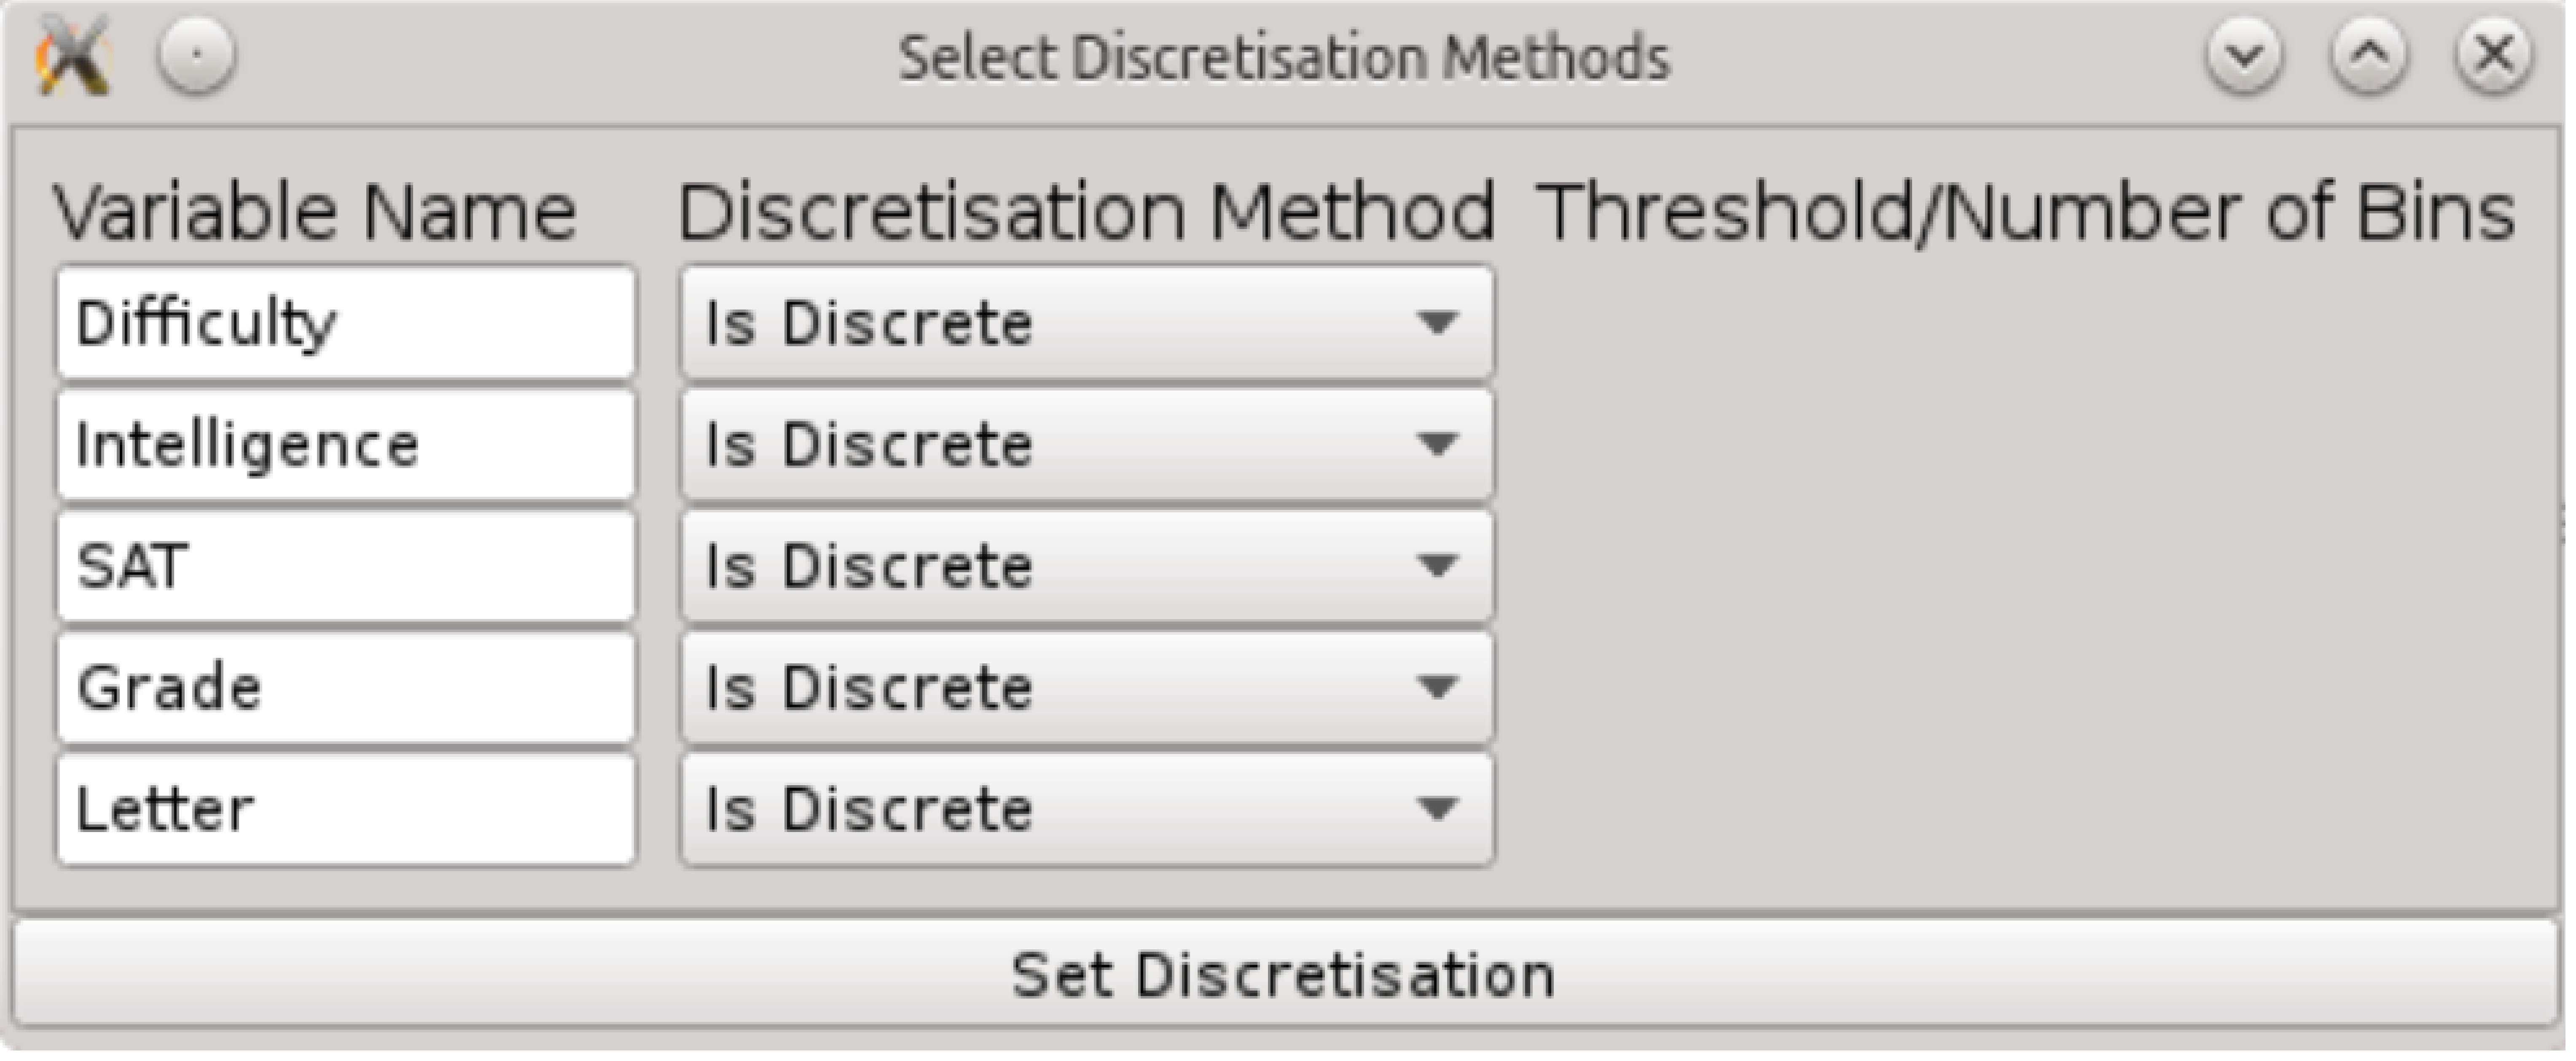 Select Discretisation Methods
Variable Name Discretisation Method Threshold/Number of Bins
Difficulty Is Discrete
Intelligence Is Discrete
SAT Is Discrete
Grade Is Discrete
Letter Is Discrete
Set Discretisation